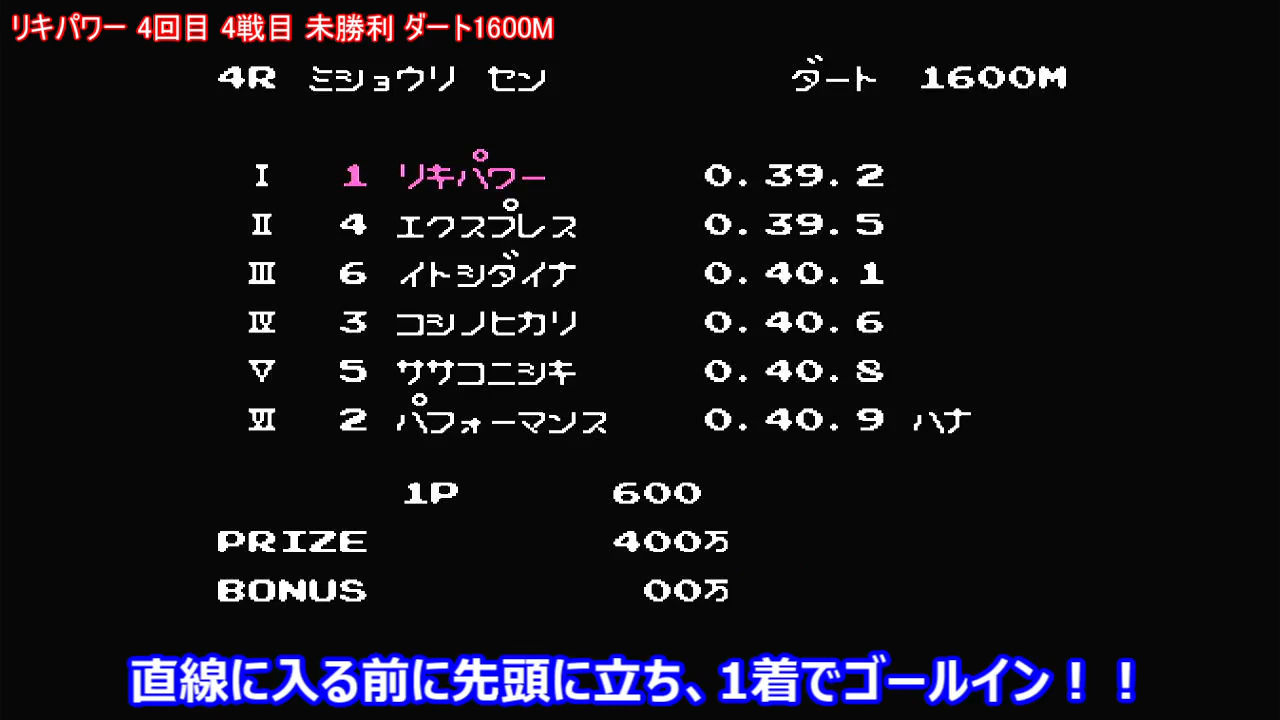 リキパワー 4回目 4戦目 未勝利 ダート1600M
4R ミショウリ セン ダート 1600M
I 1 リキパワー 0.39.2
II 4 エクスプレス 0.39.5
III 6 イトシダイナ 0.40.1
IV 3 コシノヒカリ 0.40.6
V 5 ササコニシキ 0.40.8
VI 2 パフォーマンス 0.40.9 ハナ
1P 600
PRIZE 400万
BONUS 00万
直線に入る前に先頭に立ち、1着でゴールイン！！